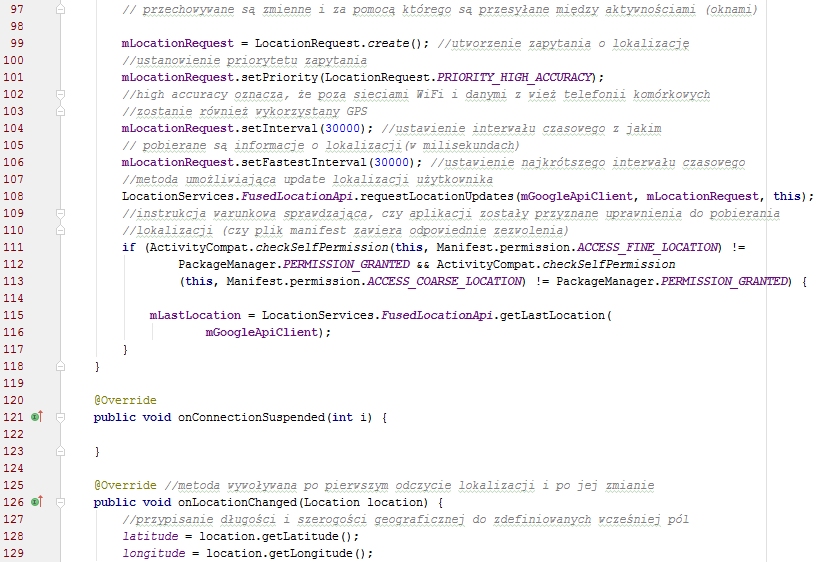 97 // przechowywane są zmienne i za pomocą którego są przesyłane między aktywnościami (oknami)
98
99 mLocationRequest = LocationRequest.create(); //utworzenie zapytania o lokalizację
100 //ustanowienie priorytetu zapytania
101 mLocationRequest.setPriority(LocationRequest.PRIORITY_HIGH_ACCURACY);
102 //high accuracy oznacza, że poza sieciami WiFi i danymi z wież telefonii komórkowych
103 //zostanie również wykorzystany GPS
104 mLocationRequest.setInterval(30000); //ustawienie interwału czasowego z jakim
105 // pobierane są informacje o lokalizacji(w milisekundach)
106 mLocationRequest.setFastestInterval(30000); //ustawienie najkrótszego interwału czasowego
107 //metoda umożliwiająca update lokalizacji użytkownika
108 LocationServices.FusedLocationApi.requestLocationUpdates(mGoogleApiClient, mLocationRequest, this);
109 //instrukcja warunkowa sprawdzająca, czy aplikacji zostały przyznane uprawnienia do pobierania
110 //lokalizacji (czy plik manifest zawiera odpowiednie zezwolenia)
111 if (ActivityCompat.checkSelfPermission(this, Manifest.permission.ACCESS_FINE_LOCATION) !=
112 PackageManager.PERMISSION_GRANTED && ActivityCompat.checkSelfPermission
113 (this, Manifest.permission.ACCESS_COARSE_LOCATION) != PackageManager.PERMISSION_GRANTED) {
114
115 mLastLocation = LocationServices.FusedLocationApi.getLastLocation(
116 mGoogleApiClient);
117 }
118 }
119
120 @Override
121 public void onConnectionSuspended(int i) {
122
123 }
124
125 @Override //metoda wywoływana po pierwszym odczycie lokalizacji i po jej zmianie
126 public void onLocationChanged(Location location) {
127 //przypisanie długości i szerogości geograficznej do zdefiniowanych wcześniej pól
128 latitude = location.getLatitude();
129 longitude = location.getLongitude();